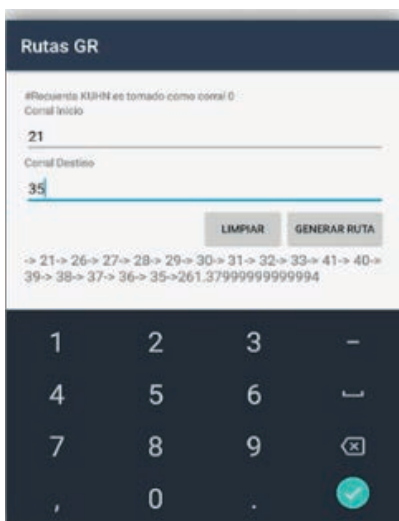 Rutas GR
#Recuerda KUHN es tomado como corral 0
Corral Inicio
21
Corral Destino
35
LIMPIAR GENERAR RUTA
-> 21-> 26-> 27-> 28-> 29-> 30-> 31-> 32-> 33-> 41-> 40->
39-> 38-> 37-> 36-> 35->261.37999999999994
1 2 3 -
4 5 6
7 8 9
, 0 .